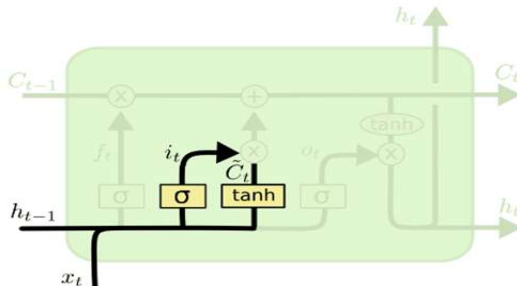 h_t
C_{t-1}
C_t
×
+
tanh
f_t
i_t
C̃_t
×
o_t
×
σ
σ
tanh
σ
h_{t-1}
h_t
x_t